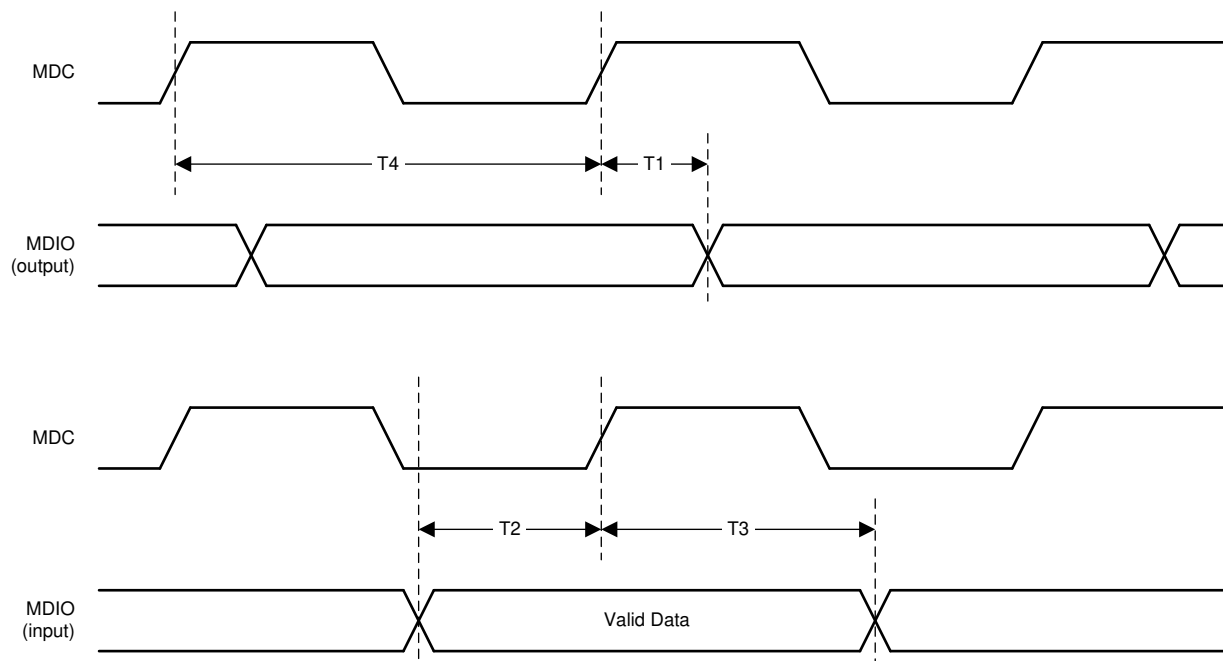 MDC
T4
T1
MDIO
(output)
MDC
T2
T3
MDIO
(input)
Valid Data